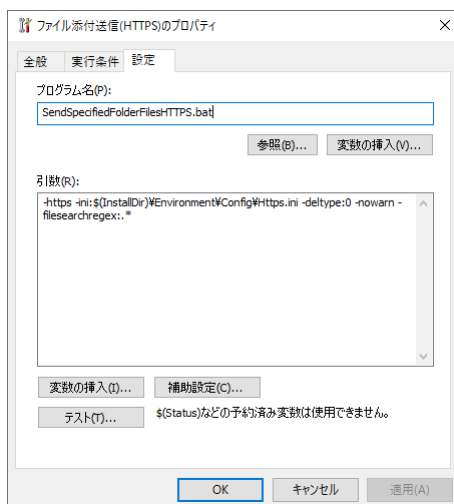 ファイル添付送信(HTTPS)のプロパティ
全般 実行条件 設定
プログラム名(P):
SendSpecifiedFolderFilesHTTPS.bat
参照(B)... 変数の挿入(V)...
引数(R):
-https -ini:$(InstallDir)¥Environment¥Config¥Https.ini -deltype:0 -nowarn -
filesearchregex:.*
変数の挿入(I)... 補助設定(C)...
テスト(T)... $(Status)などの予約済み変数は使用できません。
OK キャンセル 適用(A)